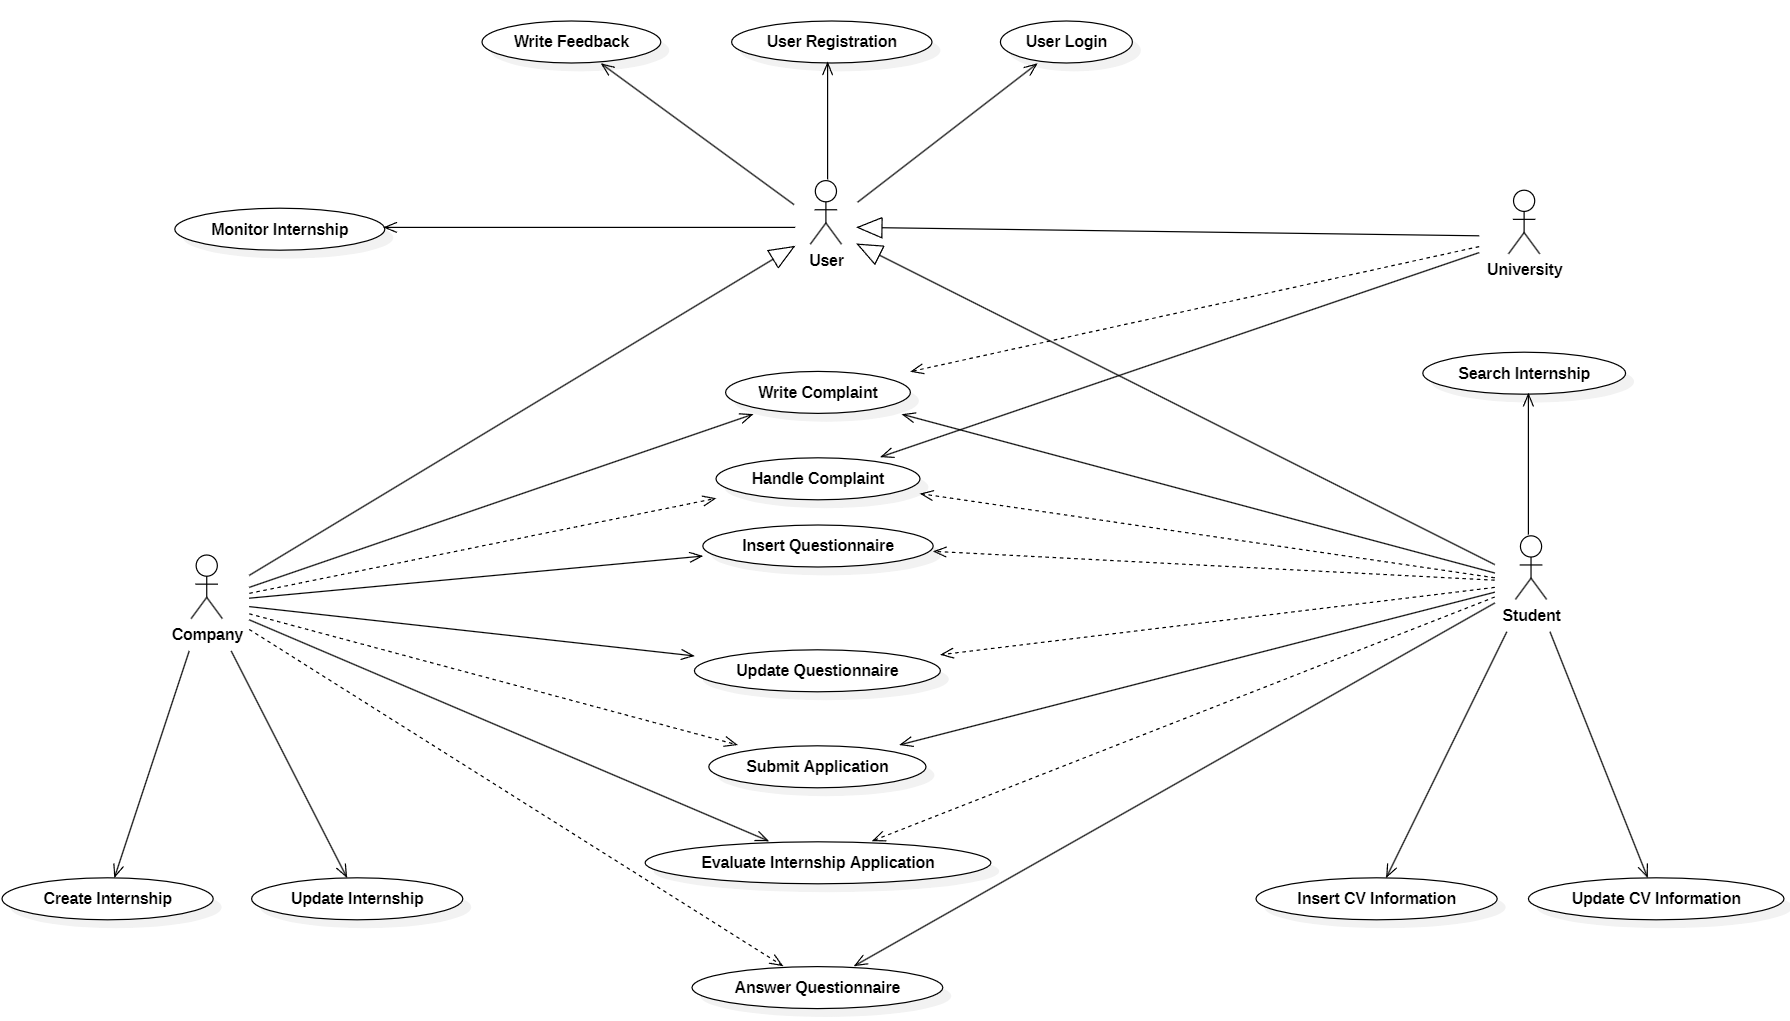 Write Feedback
User Registration
User Login
Monitor Internship
User
University
Write Complaint
Search Internship
Handle Complaint
Insert Questionnaire
Company
Student
Update Questionnaire
Submit Application
Evaluate Internship Application
Create Internship
Update Internship
Insert CV Information
Update CV Information
Answer Questionnaire